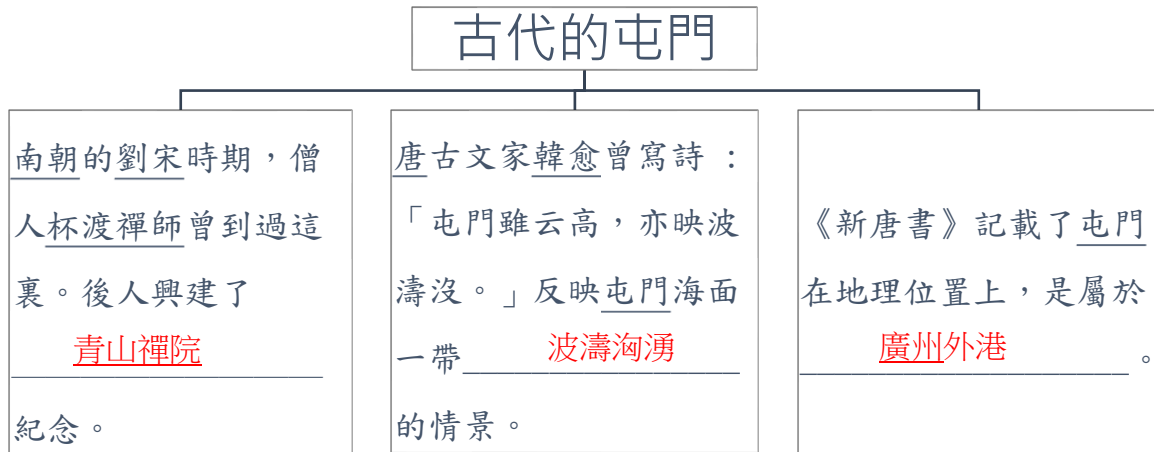 古代的屯門
南朝的劉宋時期，僧
人杯渡禪師曾到過這
裏。後人興建了
青山禪院
紀念。
唐古文家韓愈曾寫詩：
「屯門雖云高，亦映波
濤沒。」反映屯門海面
一帶波濤洶湧
的情景。
《新唐書》記載了屯門
在地理位置上，是屬於
廣州外港。